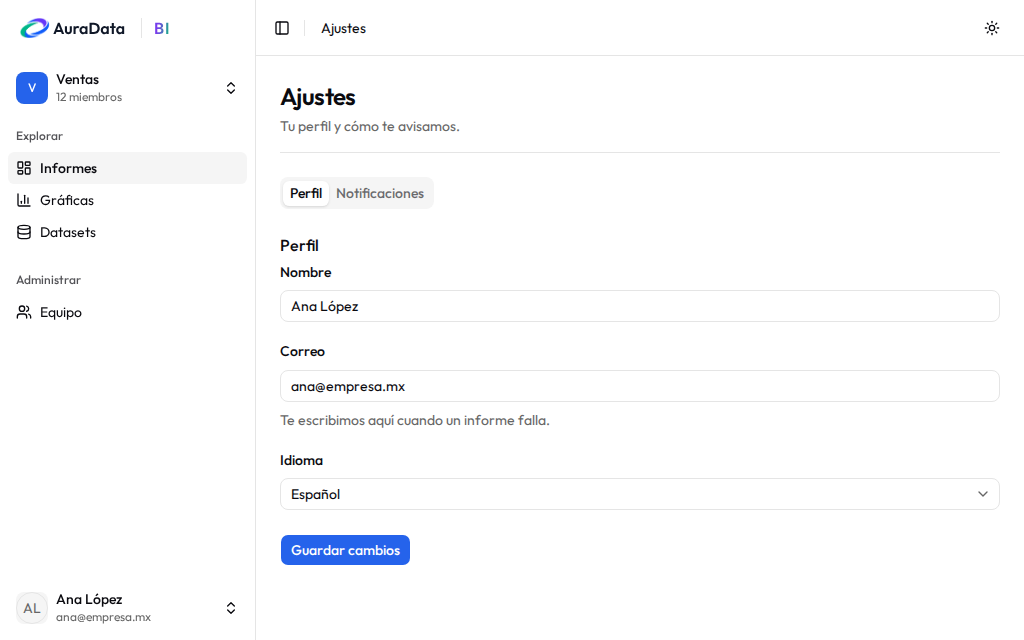 AuraData BI
V
Ventas
12 miembros
Explorar
Informes
Gráficas
Datasets
Administrar
Equipo
AL
Ana López
ana@empresa.mx
Ajustes
Ajustes
Tu perfil y cómo te avisamos.
Perfil Notificaciones
Perfil
Nombre
Ana López
Correo
ana@empresa.mx
Te escribimos aquí cuando un informe falla.
Idioma
Español
Guardar cambios